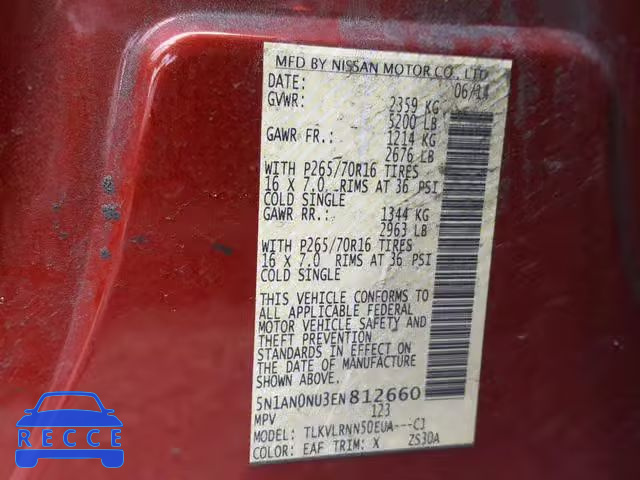 MFD BY NISSAN MOTOR CO., LTD
DATE: 06/14
GVWR: 2359 KG
5200 LB
GAWR FR.: 1214 KG
2676 LB
WITH P265/70R16 TIRES
16 X 7.0 RIMS AT 36 PSI
COLD SINGLE
GAWR RR.: 1344 KG
2963 LB
WITH P265/70R16 TIRES
16 X 7.0 RIMS AT 36 PSI
COLD SINGLE
THIS VEHICLE CONFORMS TO
ALL APPLICABLE FEDERAL
MOTOR VEHICLE SAFETY AND
THEFT PREVENTION
STANDARDS IN EFFECT ON
THE DATE OF MANUFACTURE
SHOWN ABOVE.
5N1AN0NU3EN812660
MPV 123
MODEL: TLKVLRNN5DEUA---CJ
COLOR: EAF TRIM: X ZS3DA